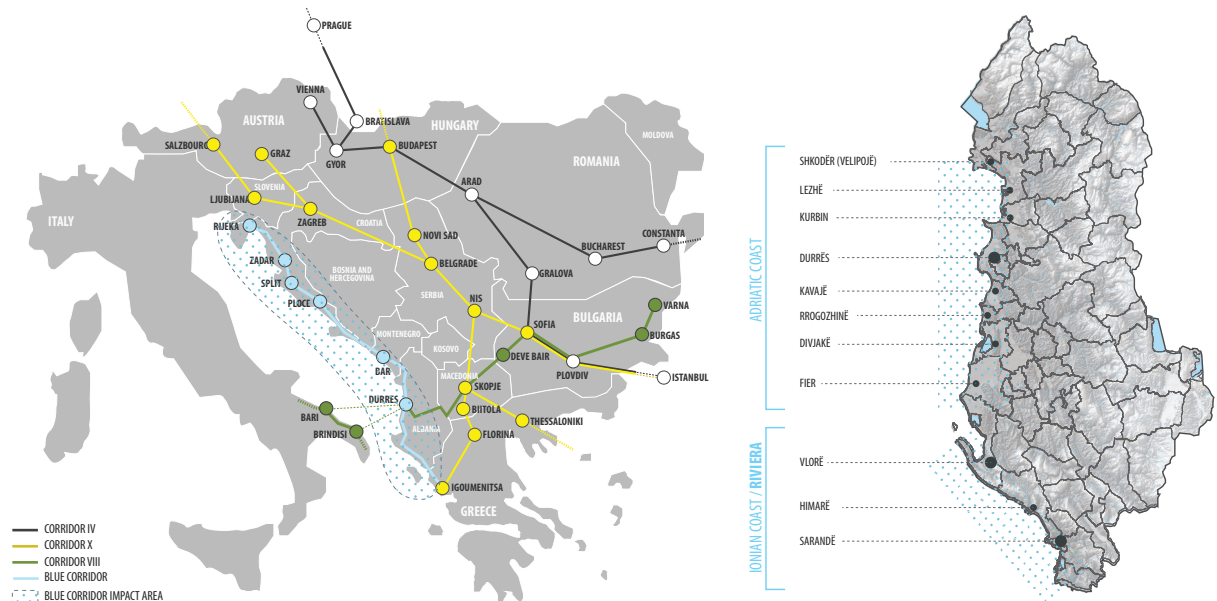 PRAGUE
VIENNA
BRATISLAVA
AUSTRIA
HUNGARY
MOLDOVA
SALZBOURG
GRAZ
GYOR
BUDAPEST
ROMANIA
SLOVENIA
ARAD
LJUBIJANA
ZAGREB
ITALY
RIJEKA
CROATIA
NOVI SAD
CONSTANTA
BUCHAREST
ZADAR
BOSNIA AND
HERCEGOVINA
BELGRADE
GRALOVA
SPLIT
SERBIA
PLOCE
NIS
VARNA
BULGARIA
SOFIA
MONTENEGRO
BURGAS
KOSOVO
DEVE BAIR
BAR
PLOVDIV
MACEDONIA
ISTANBUL
SKOPJE
DURRES
BIITOLA
BARI
THESSALONIKI
BRINDISI
ALBANIA
FLORINA
IGOUMENITSA
GREECE
CORRIDOR IV
CORRIDOR X
CORRIDOR VIII
BLUE CORRIDOR
BLUE CORRIDOR IMPACT AREA
ADRIATIC COAST
SHKODËR (VELIPOJË)
LEZHË
KURBIN
DURRËS
KAVAJË
RROGOZHINË
DIVJAKË
FIER
IONIAN COAST / RIVIERA
VLORË
HIMARË
SARANDË